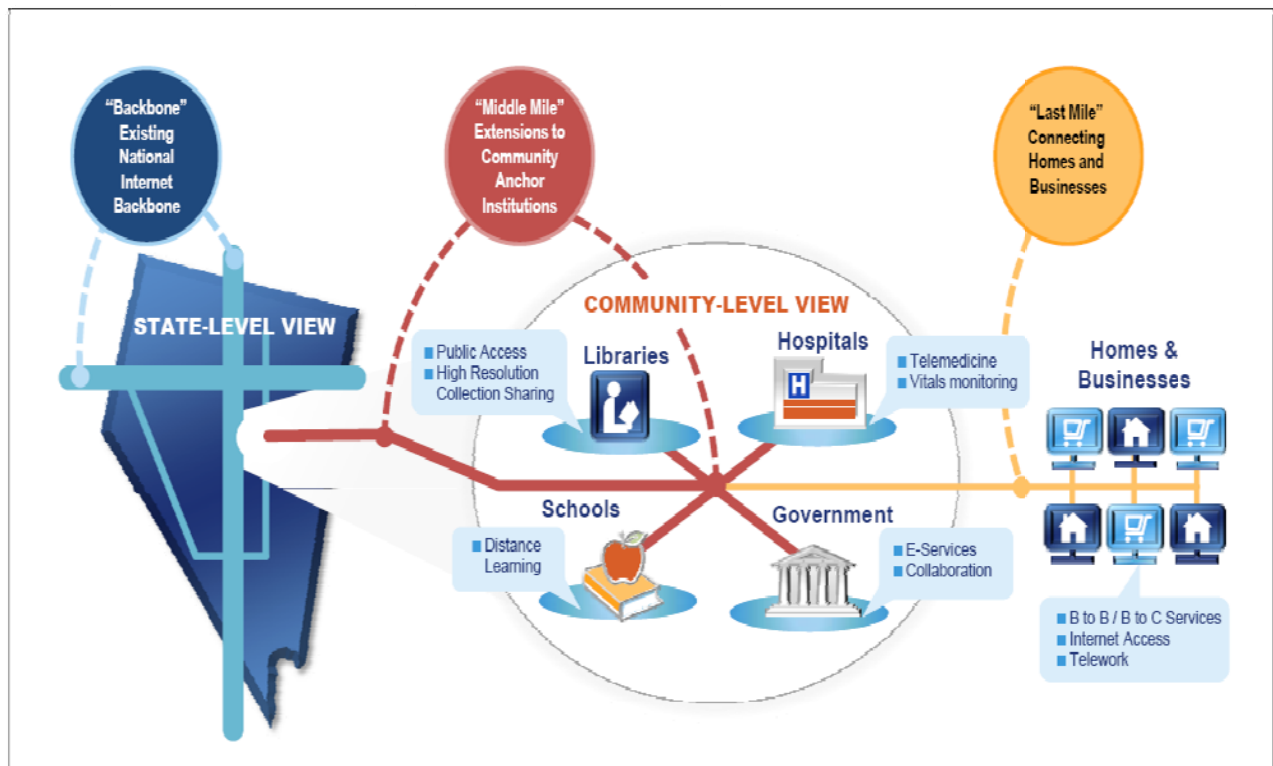 “Backbone”
Existing
National
Internet
Backbone
“Middle Mile”
Extensions to
Community
Anchor
Institutions
“Last Mile”
Connecting
Homes and
Businesses
STATE-LEVEL VIEW
COMMUNITY-LEVEL VIEW
Public Access
High Resolution
Collection Sharing
Libraries
Hospitals
H
Telemedicine
Vitals monitoring
Homes &
Businesses
Schools
Distance
Learning
Government
E-Services
Collaboration
B to B / B to C Services
Internet Access
Telework